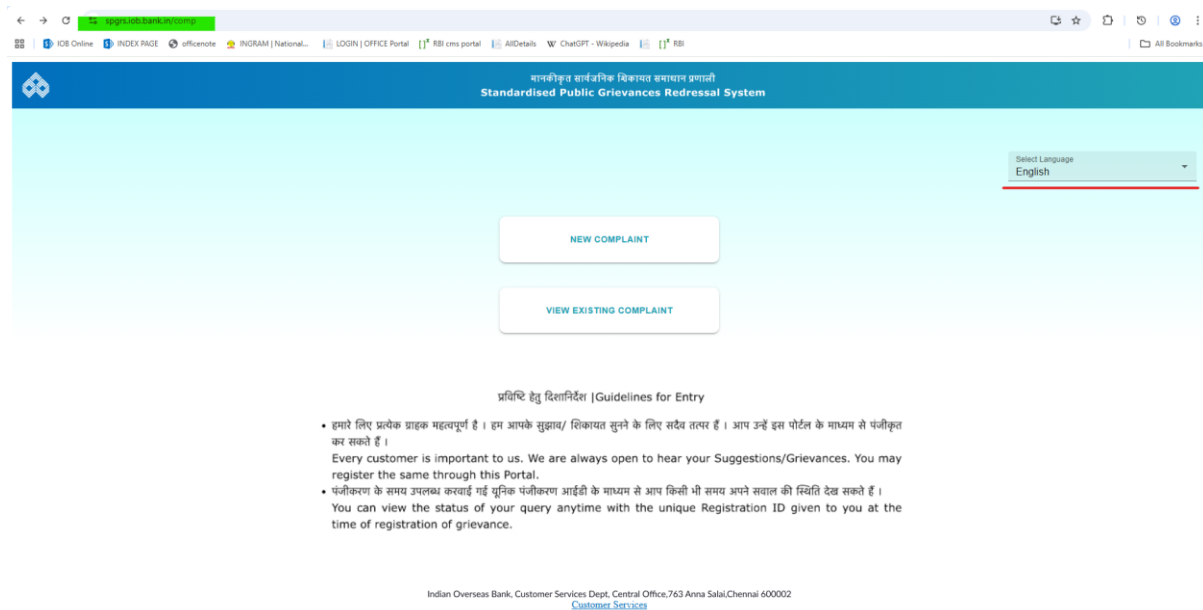 spgrs.iob.bank.in/comp
IOB Online INDEX PAGE officenote INGRAM | National... LOGIN | OFFICE Portal RBI cms portal AllDetails W ChatGPT - Wikipedia RBI All Bookmarks
मानकीकृत सार्वजनिक शिकायत समाधान प्रणाली
Standardised Public Grievances Redressal System
Select Language
English
NEW COMPLAINT
VIEW EXISTING COMPLAINT
प्रविष्टि हेतु दिशानिर्देश |Guidelines for Entry
• हमारे लिए प्रत्येक ग्राहक महत्वपूर्ण है । हम आपके सुझाव/ शिकायत सुनने के लिए सदैव तत्पर हैं । आप उन्हें इस पोर्टल के माध्यम से पंजीकृत
कर सकते हैं ।
Every customer is important to us. We are always open to hear your Suggestions/Grievances. You may
register the same through this Portal.
• पंजीकरण के समय उपलब्ध करवाई गई यूनिक पंजीकरण आईडी के माध्यम से आप किसी भी समय अपने सवाल की स्थिति देख सकते हैं ।
You can view the status of your query anytime with the unique Registration ID given to you at the
time of registration of grievance.
Indian Overseas Bank, Customer Services Dept, Central Office,763 Anna Salai,Chennai 600002
Customer Services